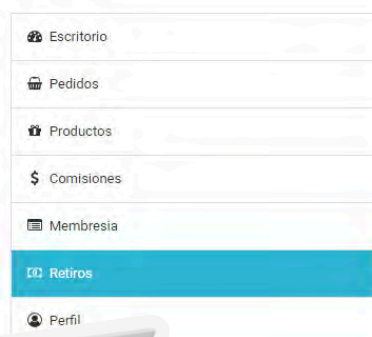 Escritorio
Pedidos
Productos
Comisiones
Membresia
Retiros
Perfil